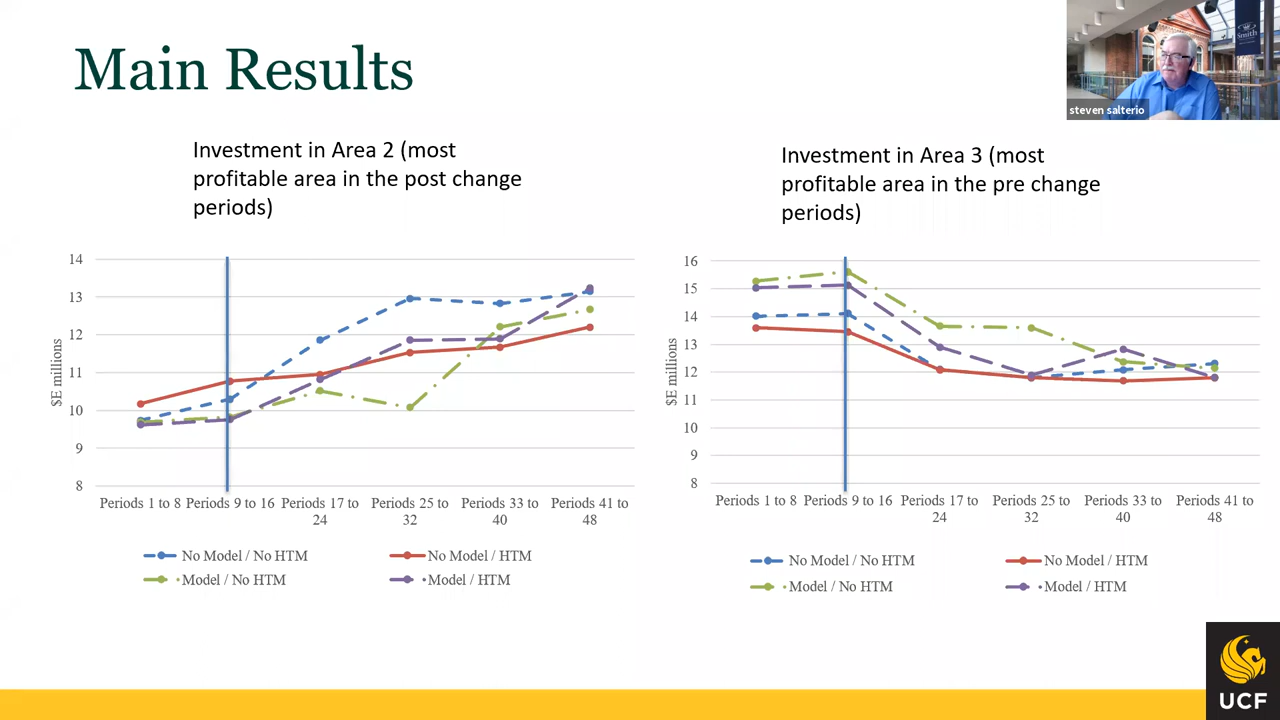 Main Results
Smith
steven salterio
Investment in Area 2 (most
profitable area in the post change
periods)
14
13
12
11
10
9
8
$E millions
Periods 1 to 8
Periods 9 to 16
Periods 17 to
24
Periods 25 to
32
Periods 33 to
40
Periods 41 to
48
No Model / No HTM
No Model / HTM
Model / No HTM
Model / HTM
Investment in Area 3 (most
profitable area in the pre change
periods)
16
15
14
13
12
11
10
9
8
$E millions
Periods 1 to 8
Periods 9 to 16
Periods 17 to
24
Periods 25 to
32
Periods 33 to
40
Periods 41 to
48
No Model / No HTM
No Model / HTM
Model / No HTM
Model / HTM
UCF